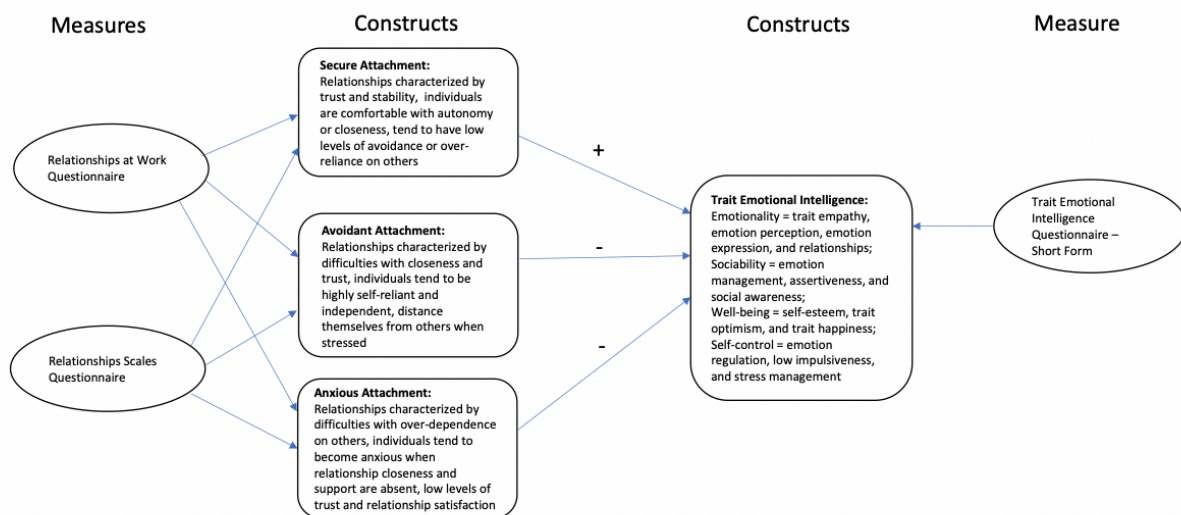 Measures
Constructs
Constructs
Measure
Relationships at Work
Questionnaire
Relationships Scales
Questionnaire
Secure Attachment:
Relationships characterized by
trust and stability, individuals
are comfortable with autonomy
or closeness, tend to have low
levels of avoidance or over-
reliance on others
Avoidant Attachment:
Relationships characterized by
difficulties with closeness and
trust, individuals tend to be
highly self-reliant and
independent, distance
themselves from others when
stressed
Anxious Attachment:
Relationships characterized by
difficulties with over-dependence
on others, individuals tend to
become anxious when
relationship closeness and
support are absent, low levels of
trust and relationship satisfaction
+
-
-
Trait Emotional Intelligence:
Emotionality = trait empathy,
emotion perception, emotion
expression, and relationships;
Sociability = emotion
management, assertiveness, and
social awareness;
Well-being = self-esteem, trait
optimism, and trait happiness;
Self-control = emotion
regulation, low impulsiveness,
and stress management
Trait Emotional
Intelligence
Questionnaire –
Short Form